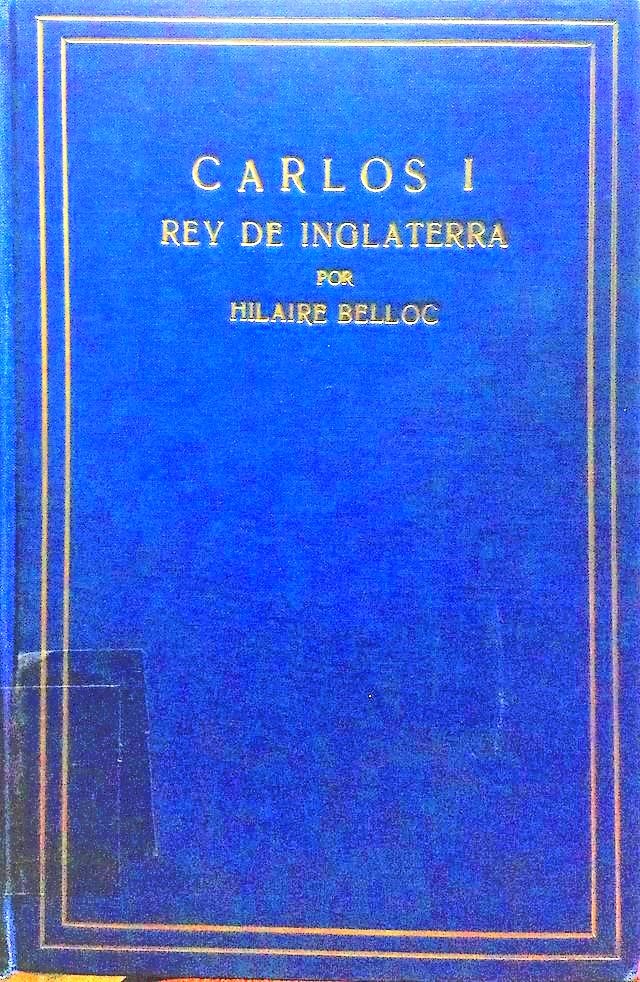 CARLOS I
REY DE INGLATERRA
POR
HILAIRE BELLOC